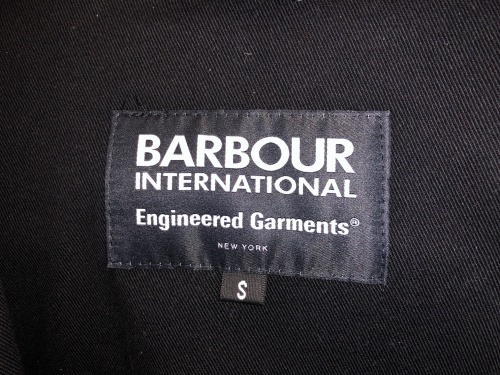 BARBOUR
INTERNATIONAL
Engineered Garments®
NEW YORK
S